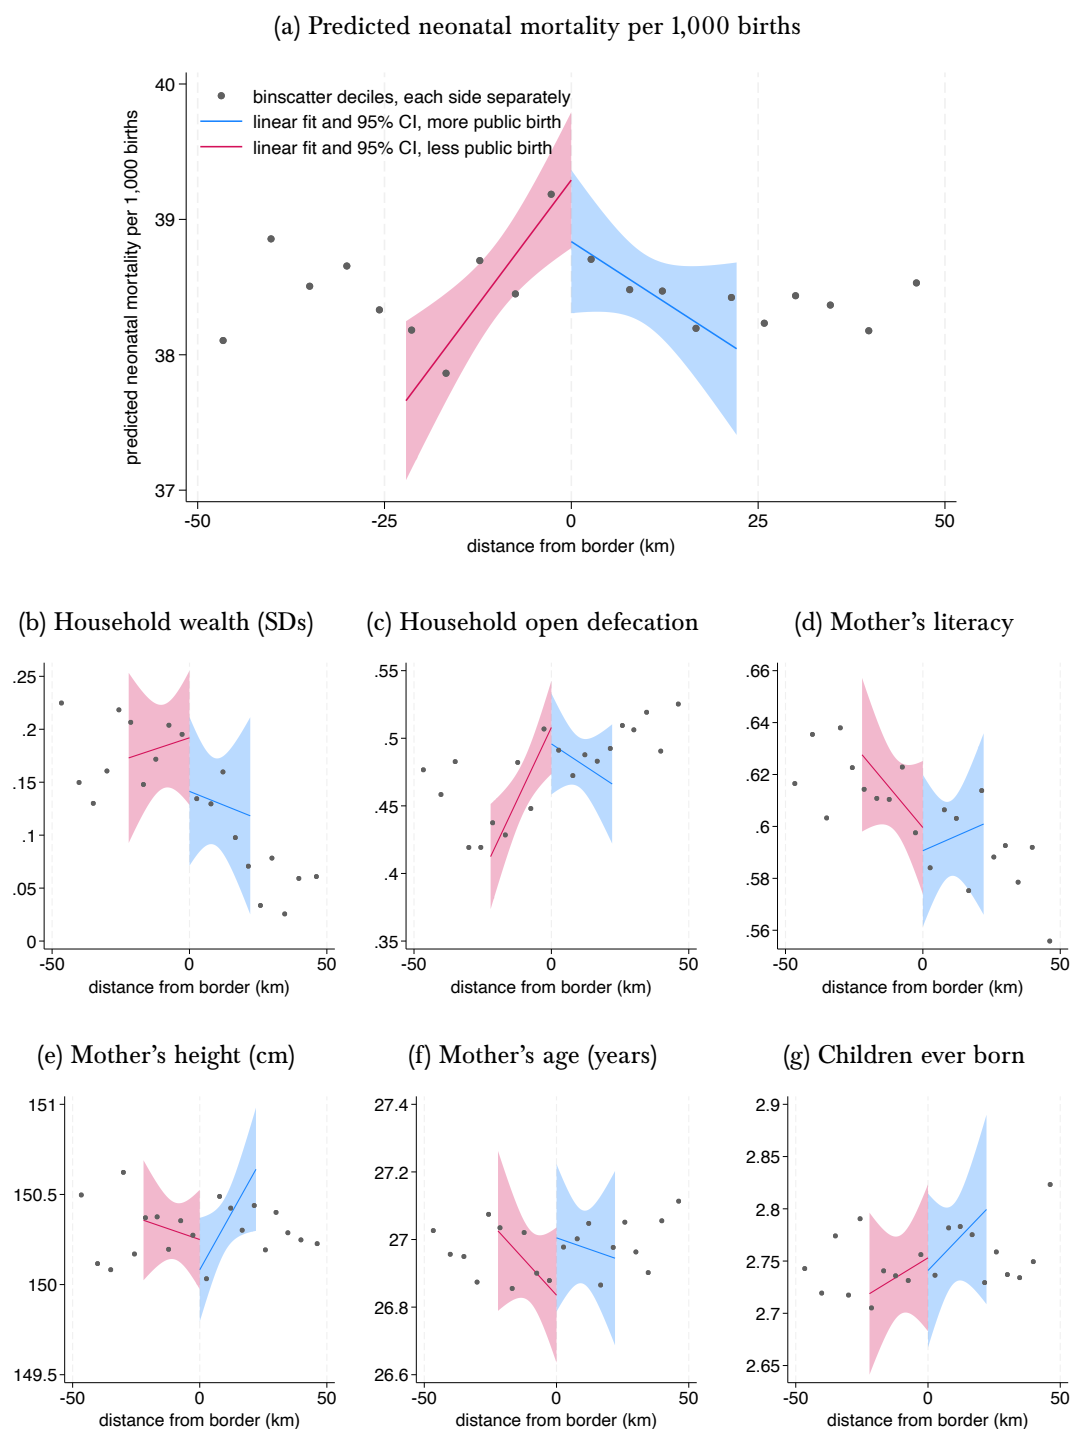 (a) Predicted neonatal mortality per 1,000 births
predicted neonatal mortality per 1,000 births
40
39
38
37
binscatter deciles, each side separately
linear fit and 95% CI, more public birth
linear fit and 95% CI, less public birth
-50 -25 0 25 50
distance from border (km)
(b) Household wealth (SDs)
.25
.2
.15
.1
.05
0
-50 0 50
distance from border (km)
(c) Household open defecation
.55
.5
.45
.4
.35
-50 0 50
distance from border (km)
(d) Mother's literacy
.66
.64
.62
.6
.58
.56
-50 0 50
distance from border (km)
(e) Mother's height (cm)
151
150.5
150
149.5
-50 0 50
distance from border (km)
(f) Mother's age (years)
27.4
27.2
27
26.8
26.6
-50 0 50
distance from border (km)
(g) Children ever born
2.9
2.85
2.8
2.75
2.7
2.65
-50 0 50
distance from border (km)